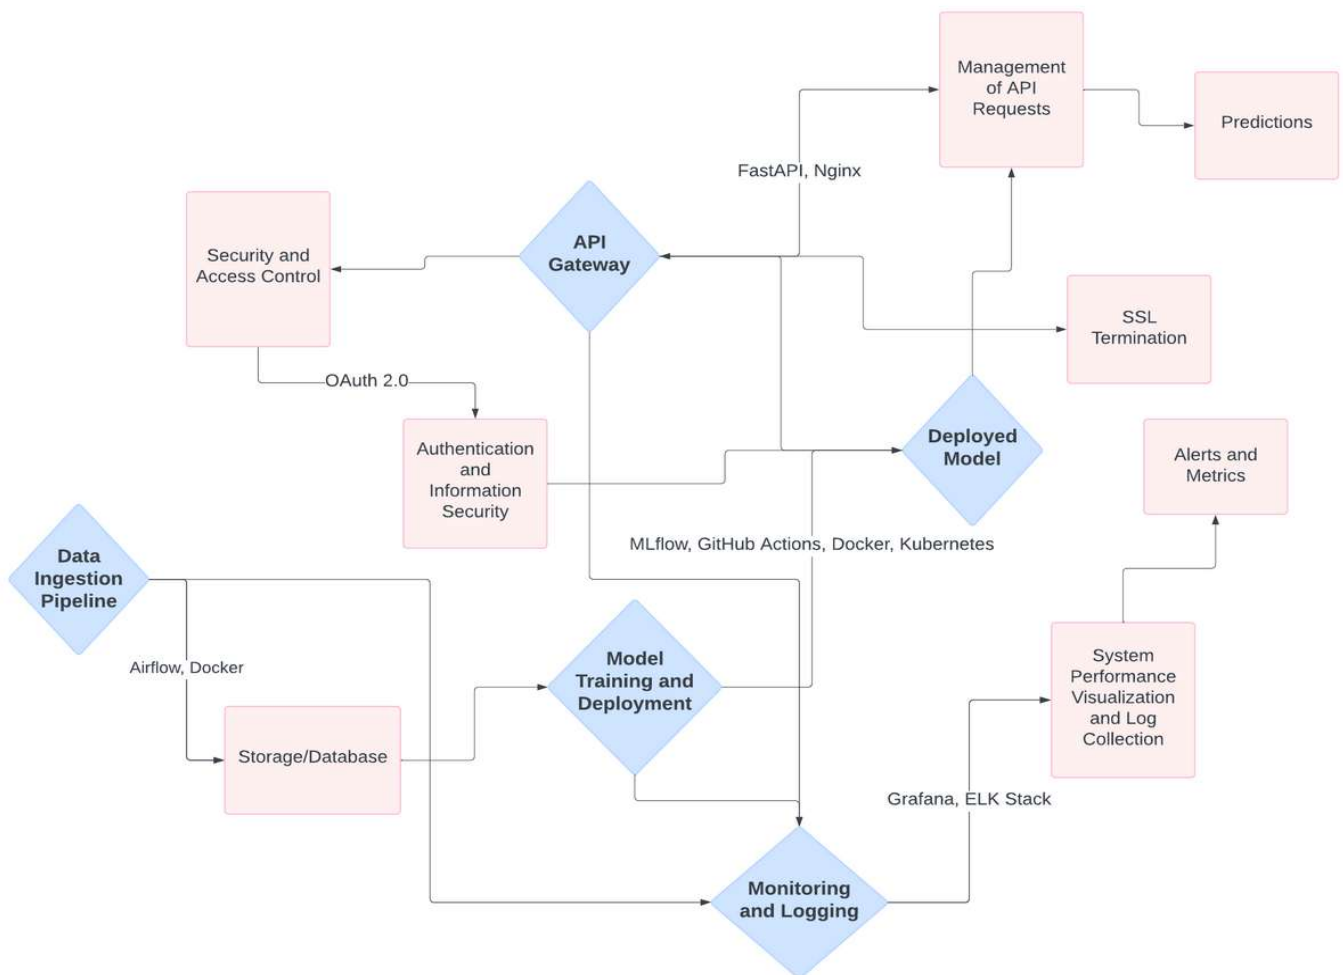 Management
of API
Requests
Predictions
FastAPI, Nginx
API
Gateway
Security and
Access Control
SSL
Termination
OAuth 2.0
Authentication
and
Information
Security
Deployed
Model
Alerts and
Metrics
MLflow, GitHub Actions, Docker, Kubernetes
Data
Ingestion
Pipeline
Airflow, Docker
Model
Training and
Deployment
System
Performance
Visualization
and Log
Collection
Storage/Database
Grafana, ELK Stack
Monitoring
and Logging